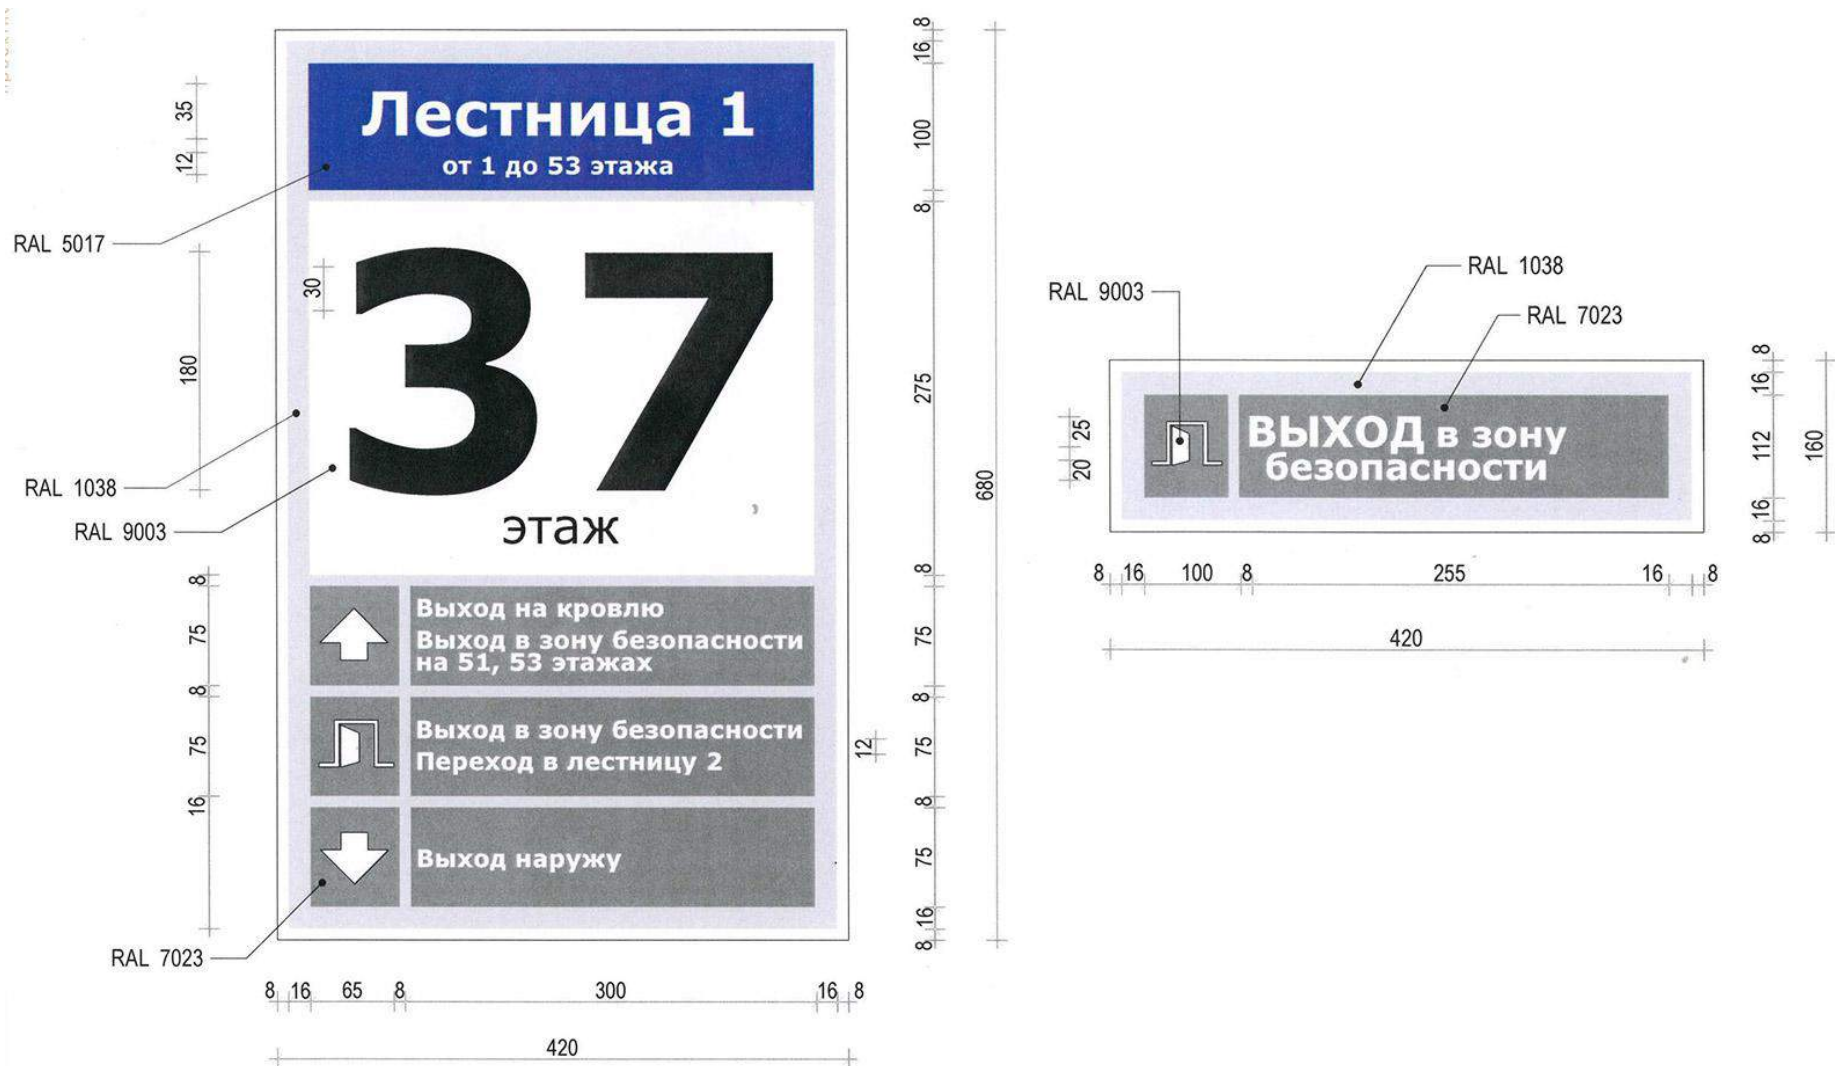 Лестница 1
от 1 до 53 этажа
37
этаж
Выход на кровлю
Выход в зону безопасности
на 51, 53 этажах
Выход в зону безопасности
Переход в лестницу 2
Выход наружу
35
12
RAL 5017
180
30
RAL 1038
RAL 9003
8
75
8
75
16
RAL 7023
8
16
100
8
275
8
75
8
75
8
75
16
8
12
680
8 16 65 8 300 16 8
420
RAL 9003
RAL 1038
RAL 7023
ВЫХОД в зону
безопасности
25
20
8
16
112
16
8
160
8 16 100 8 255 16 8
420